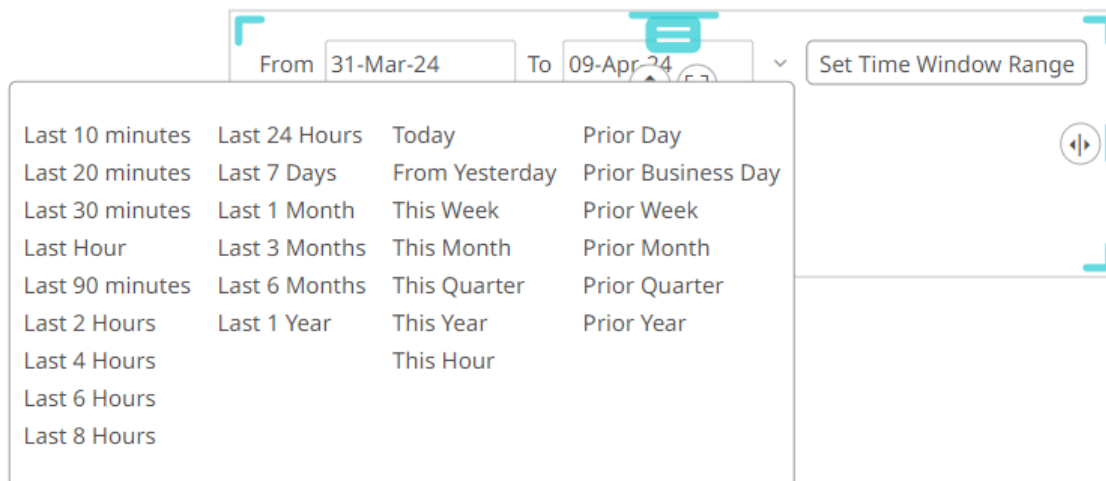 From 31-Mar-24 To 09-Apr-24 Set Time Window Range
Last 10 minutes Last 24 Hours Today Prior Day
Last 20 minutes Last 7 Days From Yesterday Prior Business Day
Last 30 minutes Last 1 Month This Week Prior Week
Last Hour Last 3 Months This Month Prior Month
Last 90 minutes Last 6 Months This Quarter Prior Quarter
Last 2 Hours Last 1 Year This Year Prior Year
Last 4 Hours This Hour
Last 6 Hours
Last 8 Hours